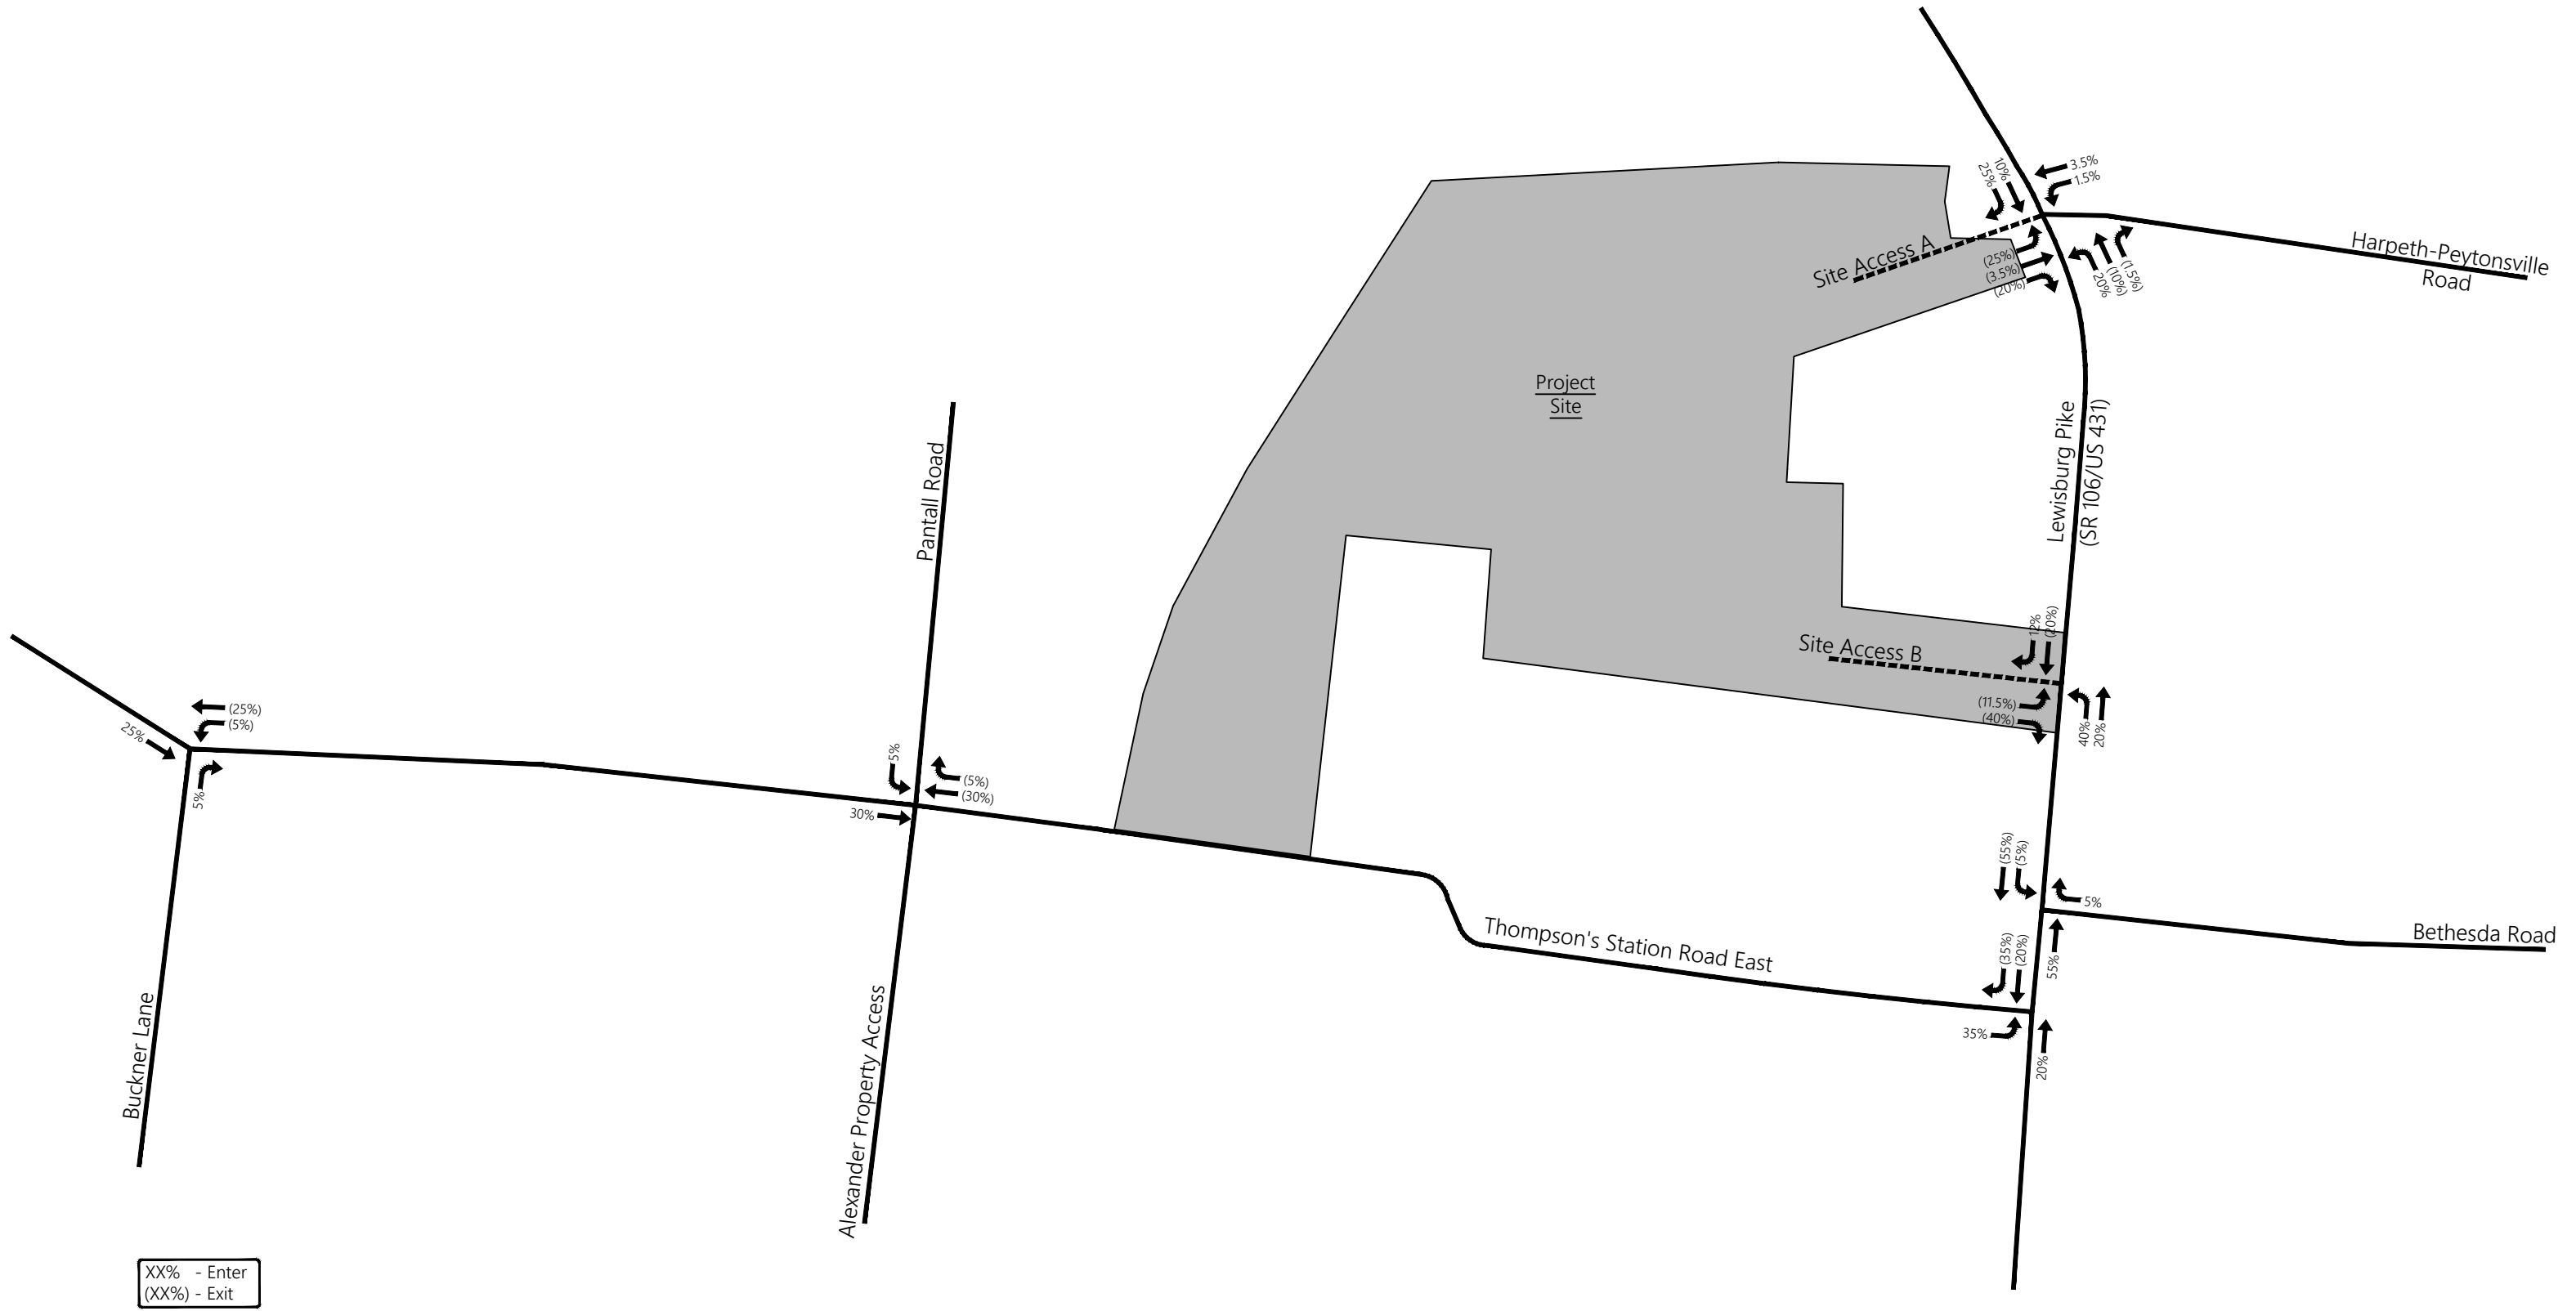 3.5%
1.5%
10%
25%
Harpeth-Peytonsville
Road
Site Access A
(25%)
(3.5%)
(20%)
20%
(10%)
(1.5%)
Project
Site
Lewisburg Pike
(SR 106/US 431)
Pantall Road
12%
(20%)
Site Access B
(11.5%)
(40%)
40%
20%
(25%)
(5%)
25%
5%
5%
(5%)
(30%)
30%
(55%)
(5%)
5%
Bethesda Road
Thompson's Station Road East
(35%)
(20%)
55%
35%
20%
Buckner Lane
Alexander Property Access
XX% - Enter
(XX%) - Exit